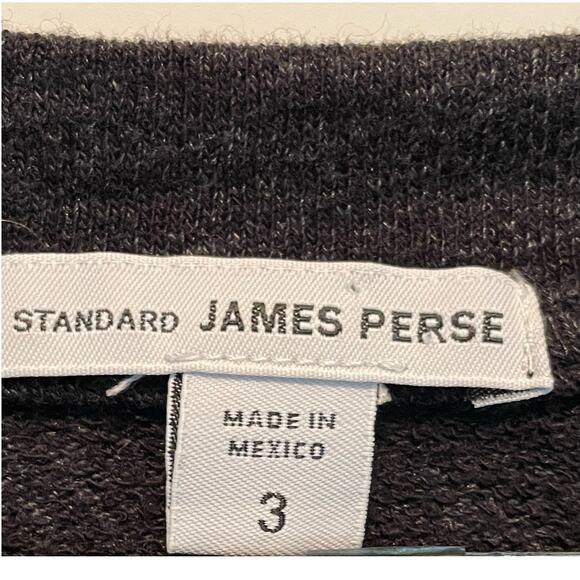 STANDARD JAMES PERSE
MADE IN
MEXICO
3